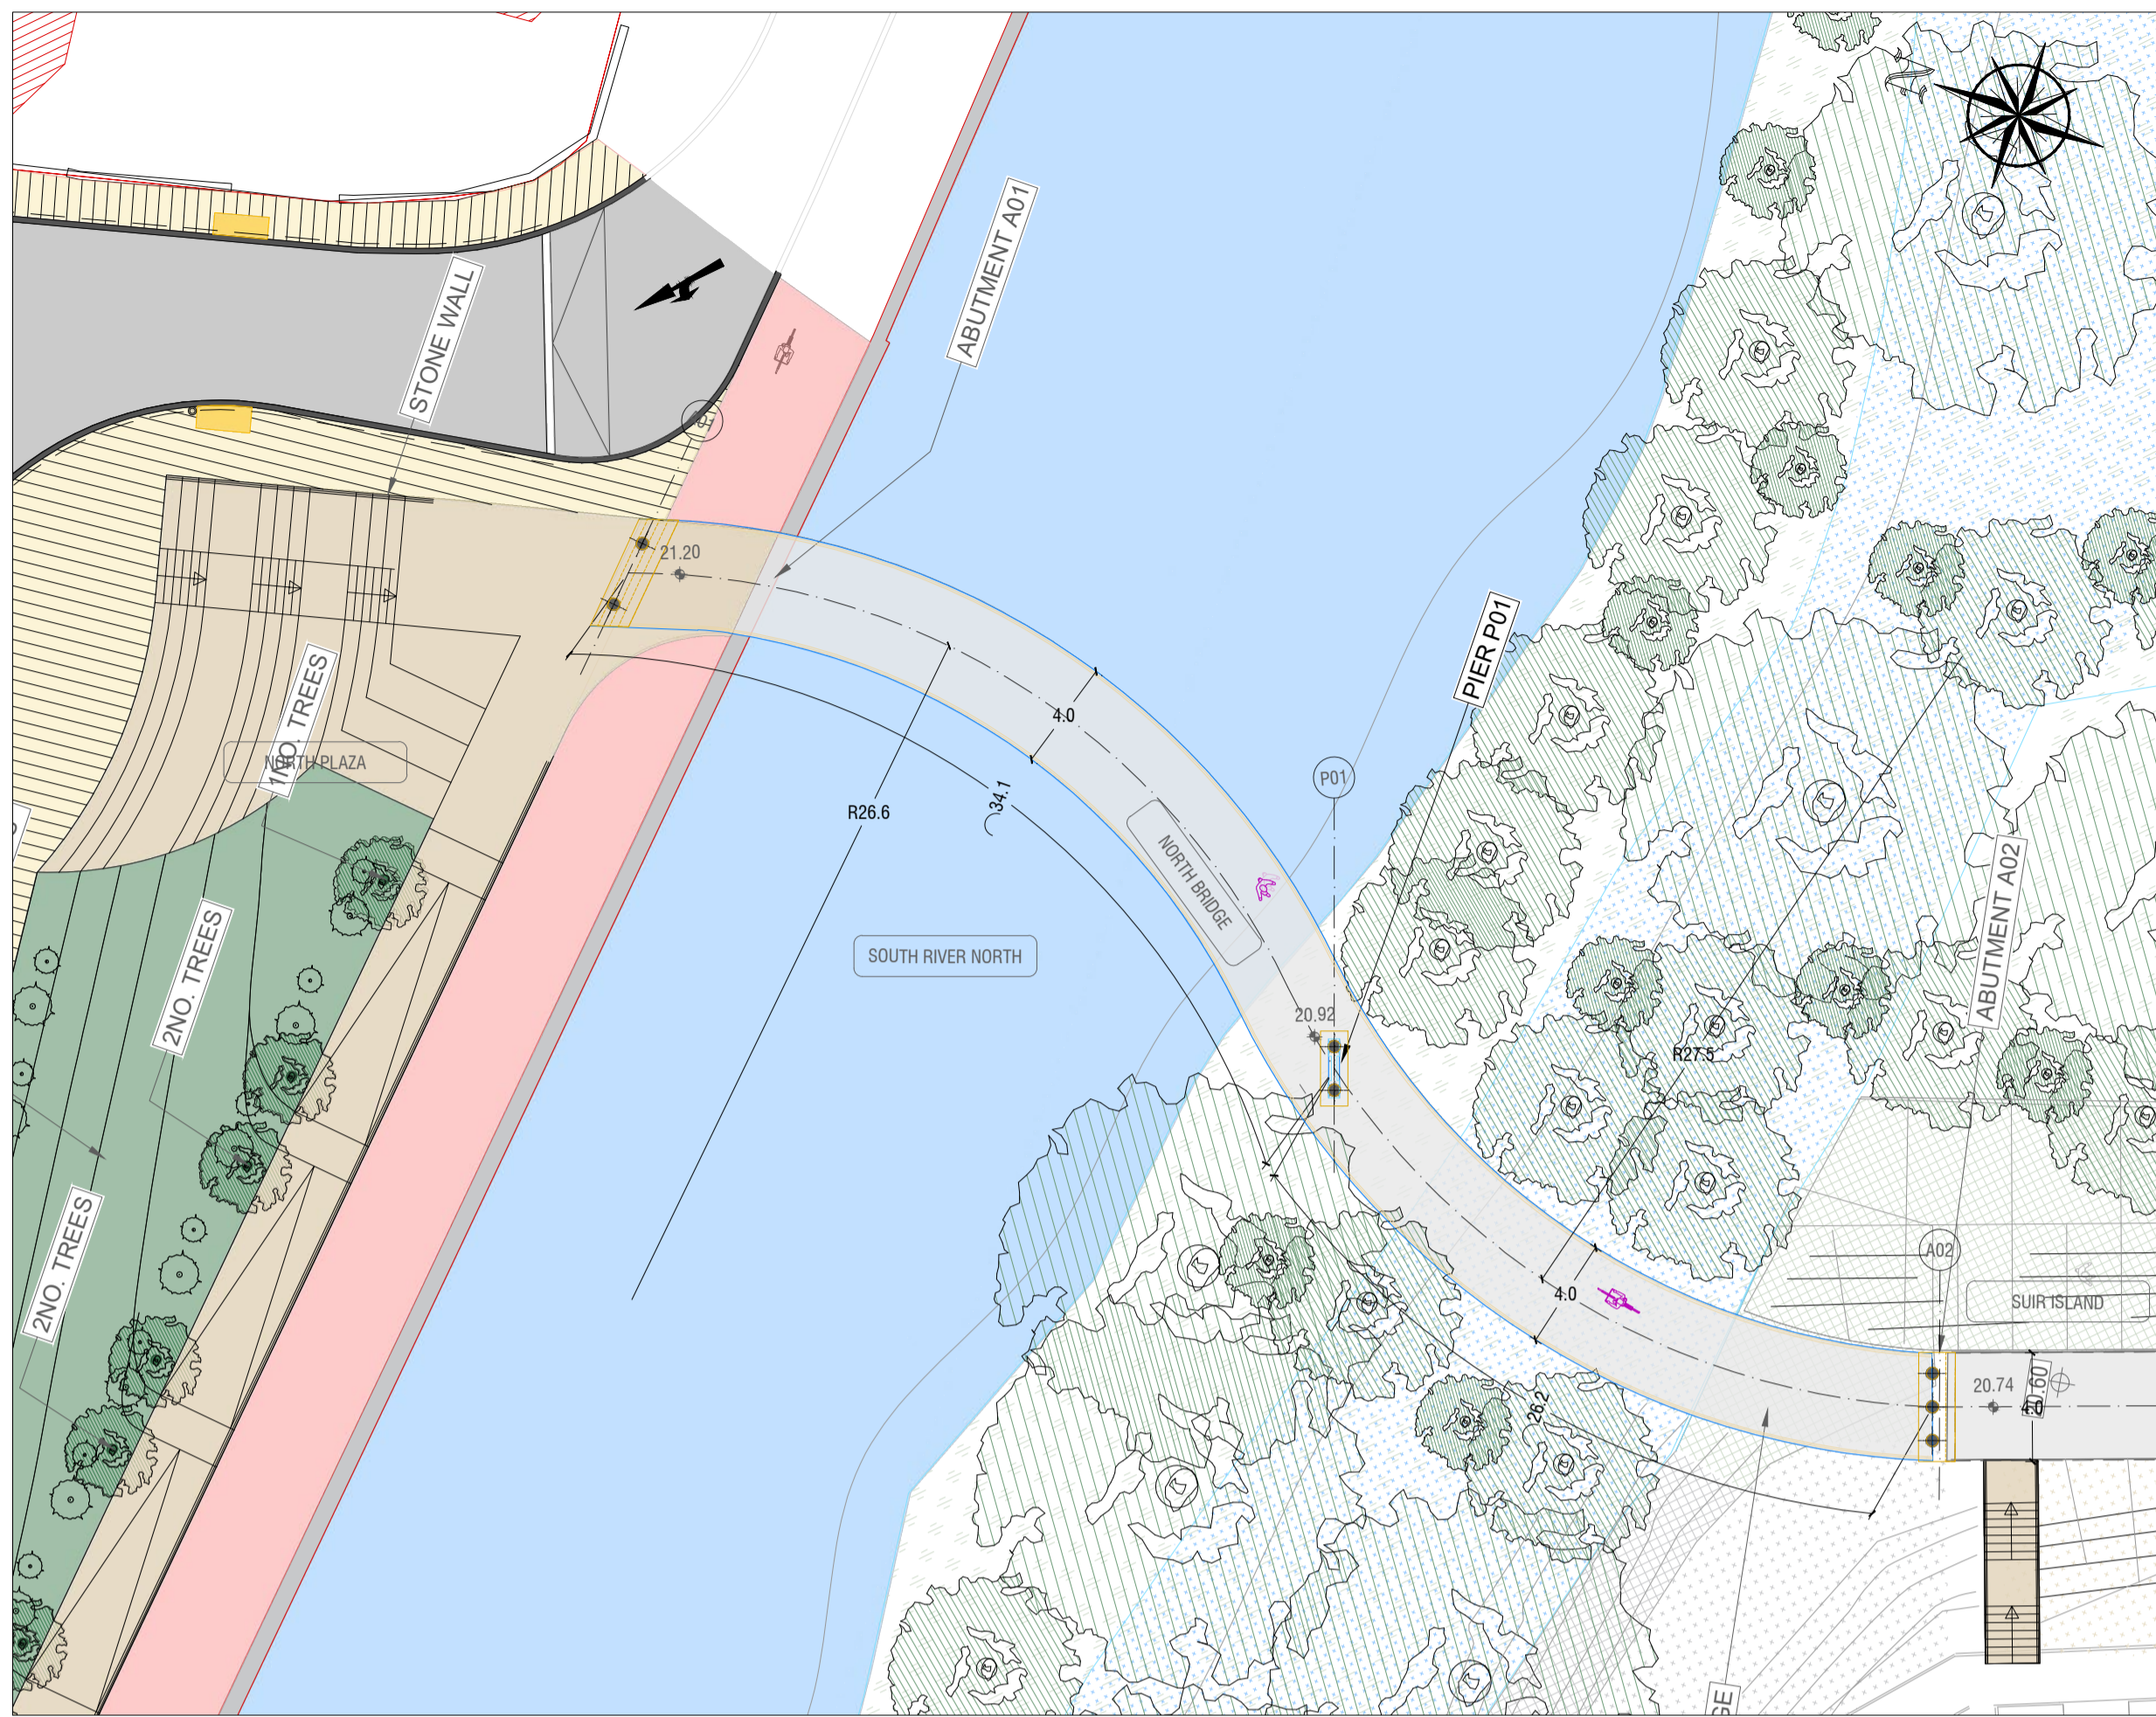 ABUTMENT A01
STONE WALL
21.20
PIER P01
1NO. TREES
NORTH PLAZA
4.0
P01
R26.6
34.1
NORTH BRIDGE
2NO. TREES
SOUTH RIVER NORTH
ABUTMENT A02
20.92
R27.5
2NO. TREES
A02
4.0
SUIR ISLAND
20.74
20.60
4.0
26.2
GE